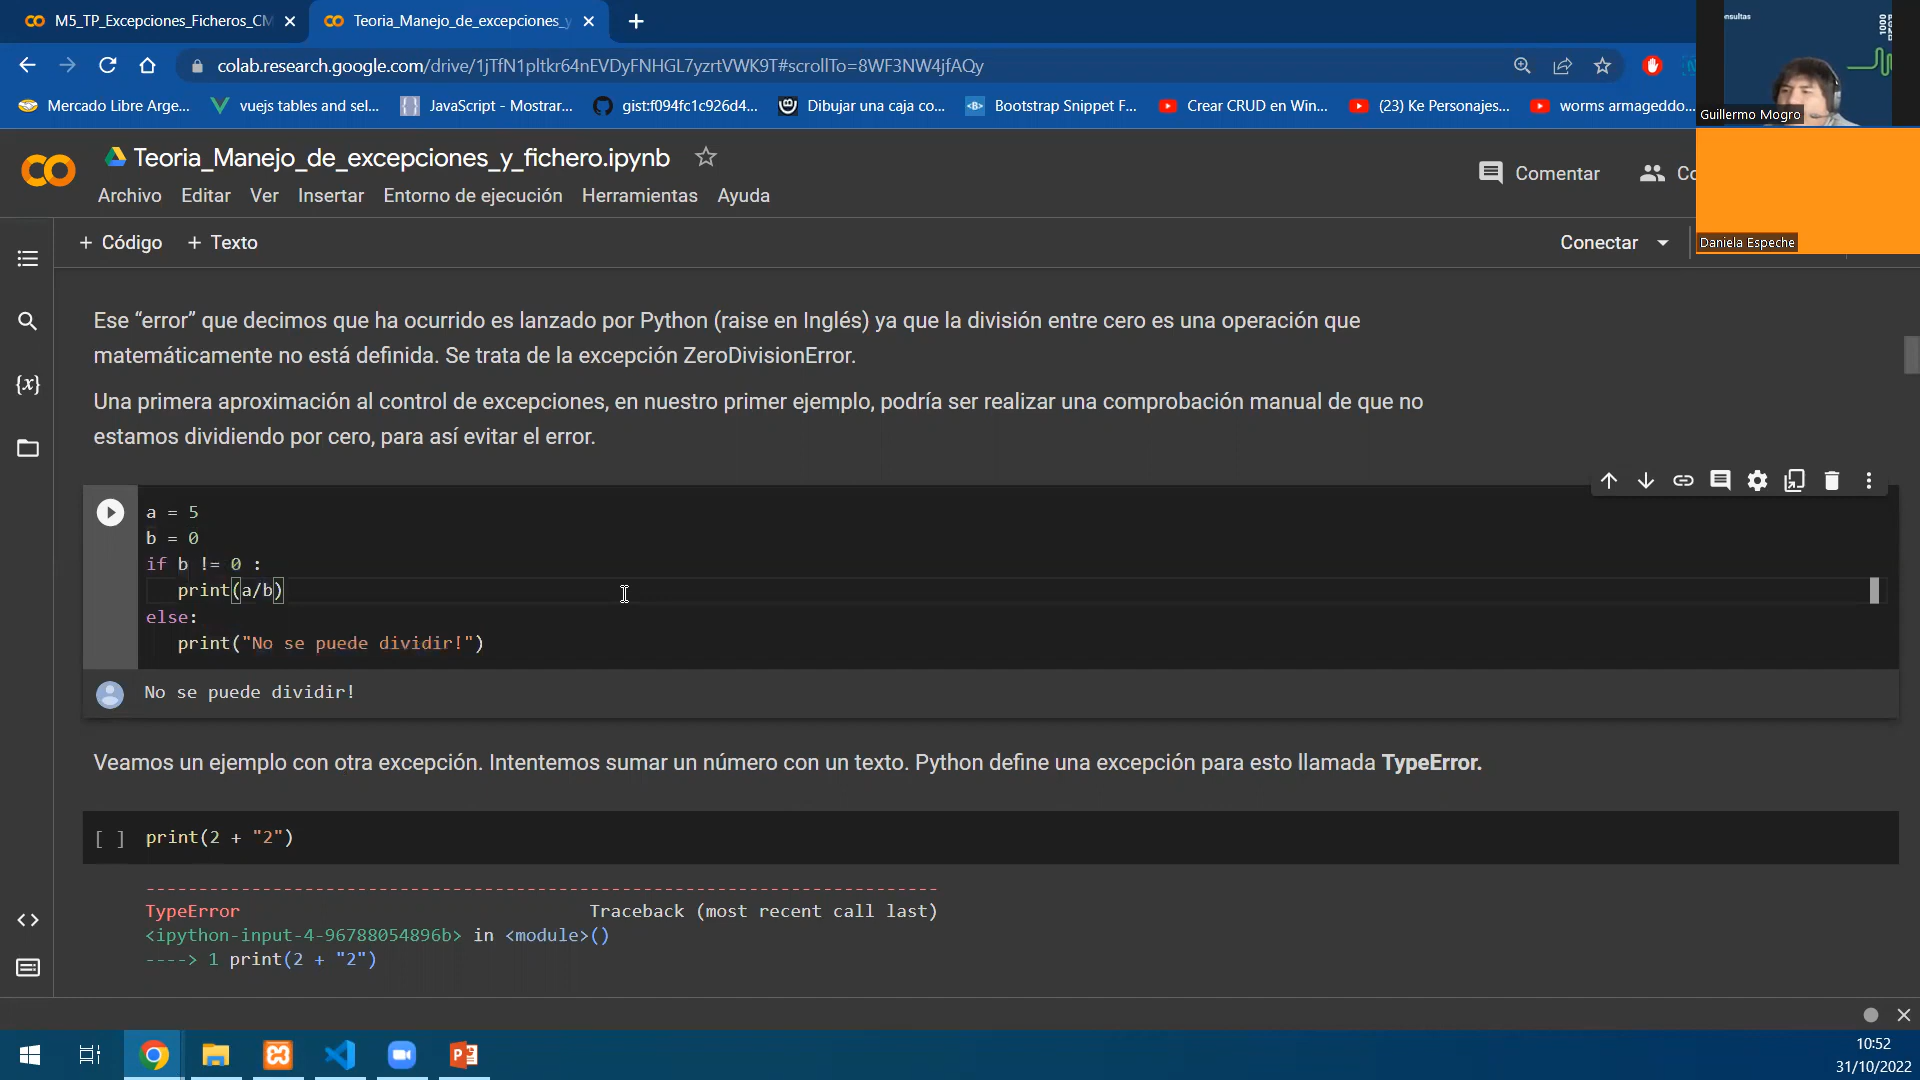 M5_TP_Excepciones_Ficheros_CM
Teoria_Manejo_de_excepciones_y
colab.research.google.com/drive/1jTfN1pltkr64nEVDyFNHGL7yzrtVWK9T#scrollTo=8WF3NW4jfAQy
Mercado Libre Arge...
vuejs tables and sel...
JavaScript - Mostrar...
gist:f094fc1c926d4...
Dibujar una caja co...
Bootstrap Snippet F...
Crear CRUD en Win...
(23) Ke Personajes...
worms armageddo...
onsultas
1000
Guillermo Mogro
Teoria_Manejo_de_excepciones_y_fichero.ipynb
Comentar
Co
Archivo Editar Ver Insertar Entorno de ejecución Herramientas Ayuda
+ Código + Texto
Conectar
Daniela Espeche
Ese “error” que decimos que ha ocurrido es lanzado por Python (raise en Inglés) ya que la división entre cero es una operación que
matemáticamente no está definida. Se trata de la excepción ZeroDivisionError.
Una primera aproximación al control de excepciones, en nuestro primer ejemplo, podría ser realizar una comprobación manual de que no
estamos dividiendo por cero, para así evitar el error.
a = 5
b = 0
if b != 0 :
print(a/b)
else:
print("No se puede dividir!")
No se puede dividir!
Veamos un ejemplo con otra excepción. Intentemos sumar un número con un texto. Python define una excepción para esto llamada TypeError.
[ ] print(2 + "2")
---------------------------------------------------------------------------
TypeError Traceback (most recent call last)
<ipython-input-4-96788054896b> in <module>()
----> 1 print(2 + "2")
10:52
31/10/2022